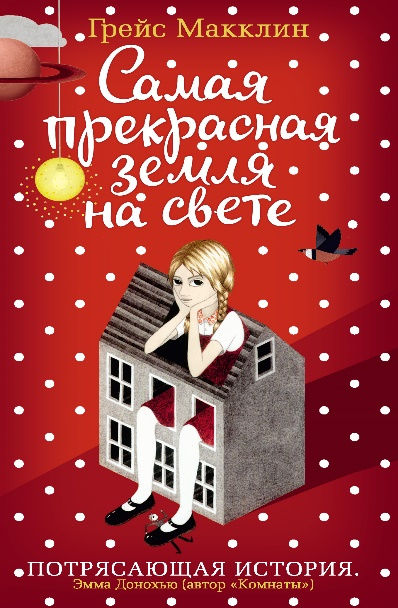 Грейс Макклин
Самая
прекрасная
земля
на свете
ПОТРЯСАЮЩАЯ ИСТОРИЯ.
Эмма Донохью (автор «Комнаты»)